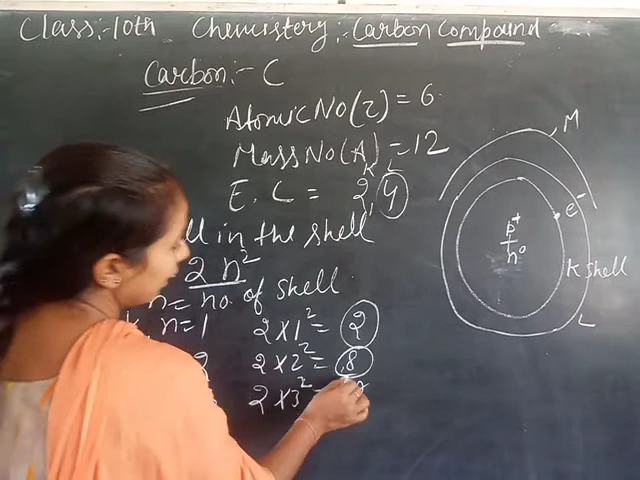 Class:-10th Chemistery:-Carbon Compound
Carbon:- C
Atomic No(Z) = 6
Mass No(A) = 12
K L
E. C = 2, 4
in the shell
2n²
n = no. of shell
n=1 2×1² = 2
2 2×2² = 8
2×3² =
M
e⁻
p⁺
n⁰
K shell
L